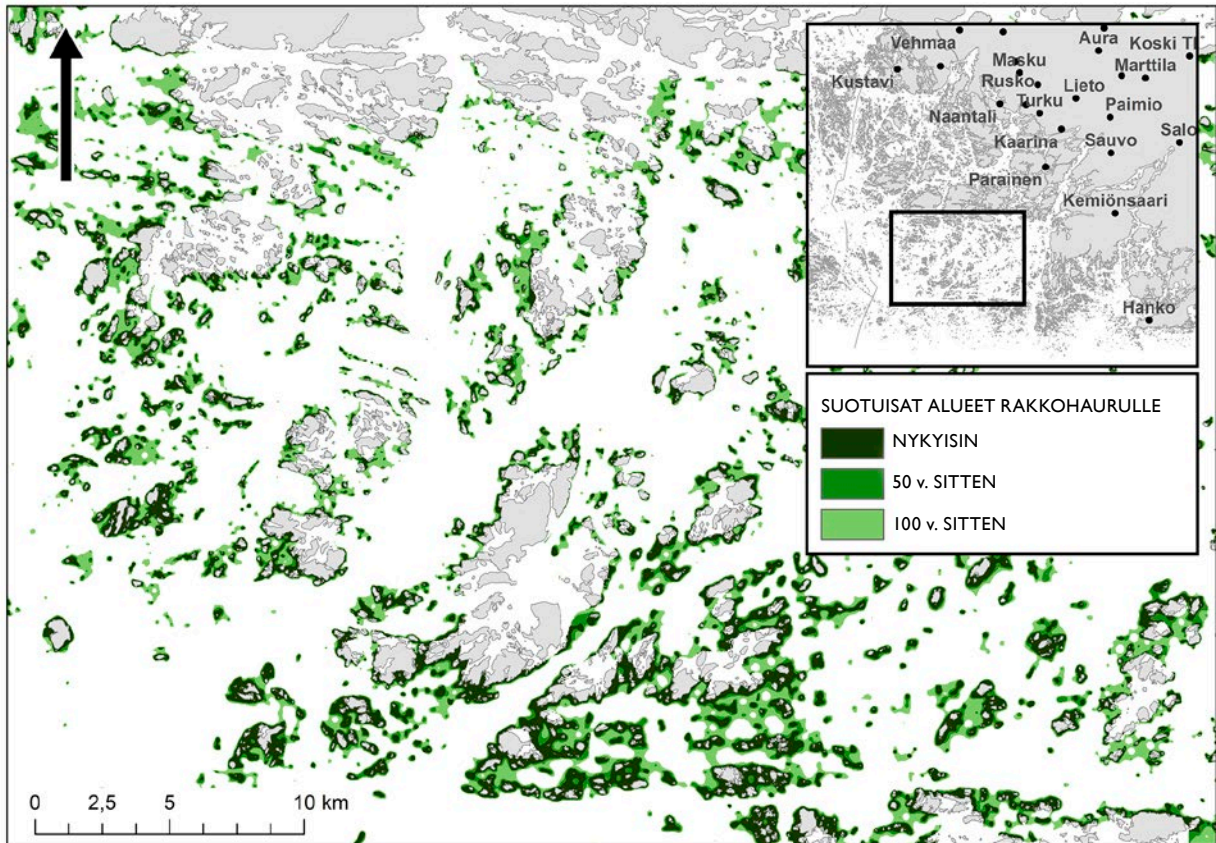 Vehmaa
Aura
Koski Tl
Masku
Marttila
Kustavi
Rusko
Lieto
Turku
Paimio
Naantali
Salo
Kaarina
Sauvo
Parainen
Kemiönsaari
Hanko
SUOTUISAT ALUEET RAKKOHAURULLE
NYKYISIN
50 v. SITTEN
100 v. SITTEN
0 2,5 5 10 km